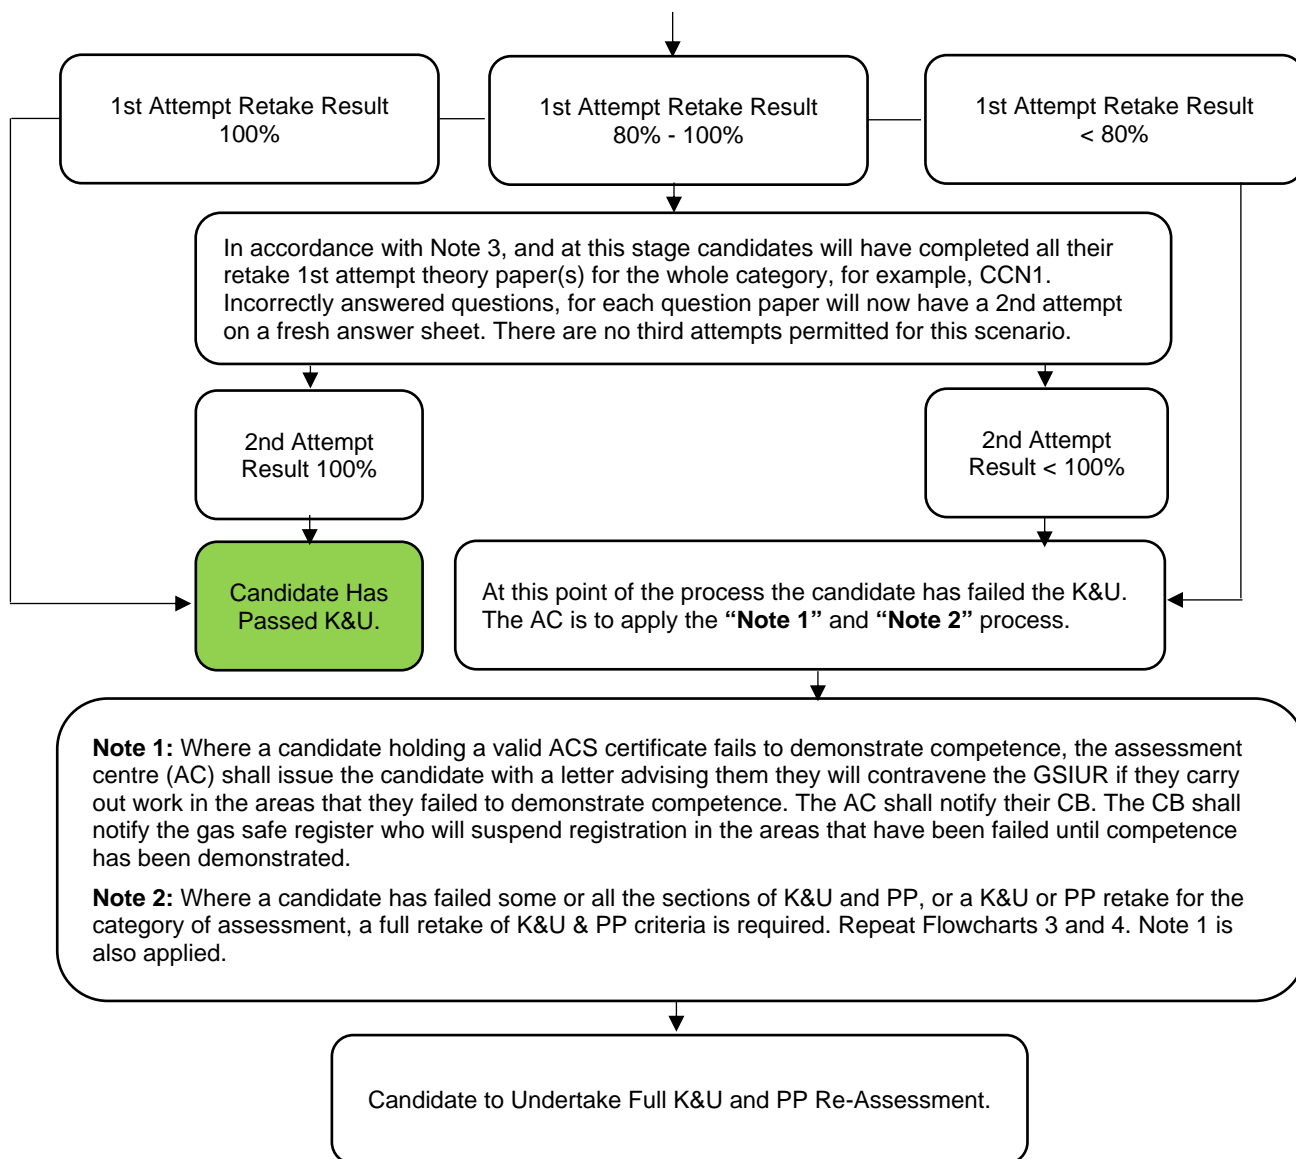 1st Attempt Retake Result
100%
1st Attempt Retake Result
80% - 100%
1st Attempt Retake Result
< 80%
In accordance with Note 3, and at this stage candidates will have completed all their
retake 1st attempt theory paper(s) for the whole category, for example, CCN1.
Incorrectly answered questions, for each question paper will now have a 2nd attempt
on a fresh answer sheet. There are no third attempts permitted for this scenario.
2nd Attempt
Result 100%
2nd Attempt
Result < 100%
Candidate Has
Passed K&U.
At this point of the process the candidate has failed the K&U.
The AC is to apply the “Note 1” and “Note 2” process.
Note 1: Where a candidate holding a valid ACS certificate fails to demonstrate competence, the assessment
centre (AC) shall issue the candidate with a letter advising them they will contravene the GSIUR if they carry
out work in the areas that they failed to demonstrate competence. The AC shall notify their CB. The CB shall
notify the gas safe register who will suspend registration in the areas that have been failed until competence
has been demonstrated.
Note 2: Where a candidate has failed some or all the sections of K&U and PP, or a K&U or PP retake for the
category of assessment, a full retake of K&U & PP criteria is required. Repeat Flowcharts 3 and 4. Note 1 is
also applied.
Candidate to Undertake Full K&U and PP Re-Assessment.